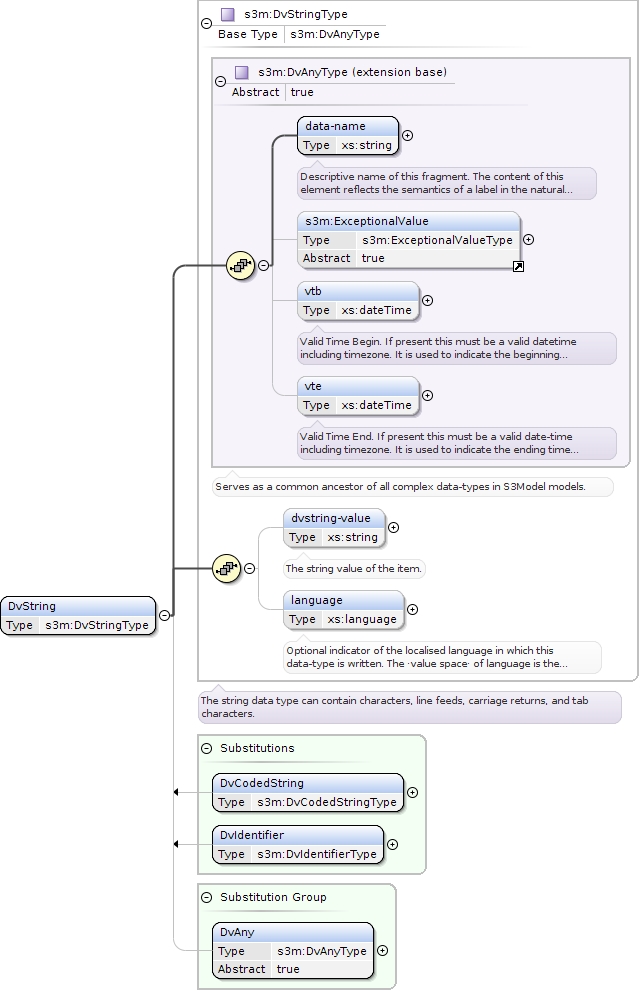 s3m:DvStringType
Base Type s3m:DvAnyType
s3m:DvAnyType (extension base)
Abstract true
data-name
Type xs:string
Descriptive name of this fragment. The content of this
element reflects the semantics of a label in the natural...
s3m:ExceptionalValue
Type s3m:ExceptionalValueType
Abstract true
vtb
Type xs:dateTime
Valid Time Begin. If present this must be a valid datetime
including timezone. It is used to indicate the beginning...
vte
Type xs:dateTime
Valid Time End. If present this must be a valid date-time
including timezone. It is used to indicate the ending time...
Serves as a common ancestor of all complex data-types in S3Model models.
dvstring-value
Type xs:string
The string value of the item.
language
Type xs:language
Optional indicator of the localised language in which this
data-type is written. The ·value space· of language is the...
DvString
Type s3m:DvStringType
The string data type can contain characters, line feeds, carriage returns, and tab
characters.
Substitutions
DvCodedString
Type s3m:DvCodedStringType
DvIdentifier
Type s3m:DvIdentifierType
Substitution Group
DvAny
Type s3m:DvAnyType
Abstract true